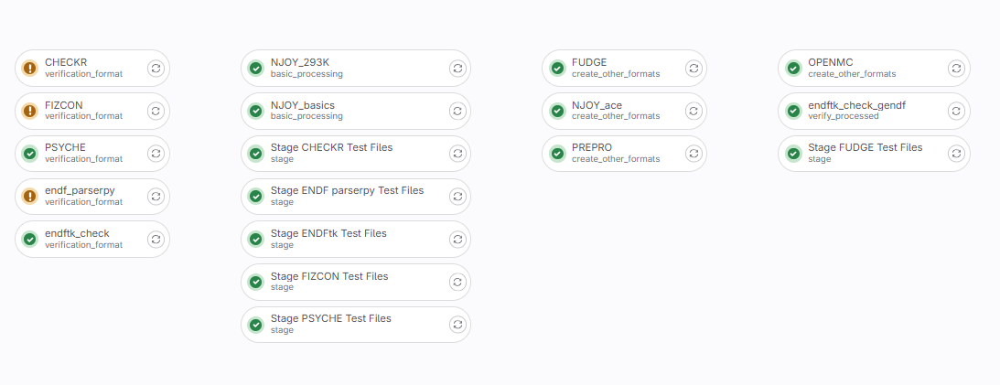 CHECKR
verification_format
FIZCON
verification_format
PSYCHE
verification_format
endf_parserpy
verification_format
endftk_check
verification_format
NJOY_293K
basic_processing
NJOY_basics
basic_processing
Stage CHECKR Test Files
stage
Stage ENDF parserpy Test Files
stage
Stage ENDFtk Test Files
stage
Stage FIZCON Test Files
stage
Stage PSYCHE Test Files
stage
FUDGE
create_other_formats
NJOY_ace
create_other_formats
PREPRO
create_other_formats
OPENMC
create_other_formats
endftk_check_gendf
verify_processed
Stage FUDGE Test Files
stage